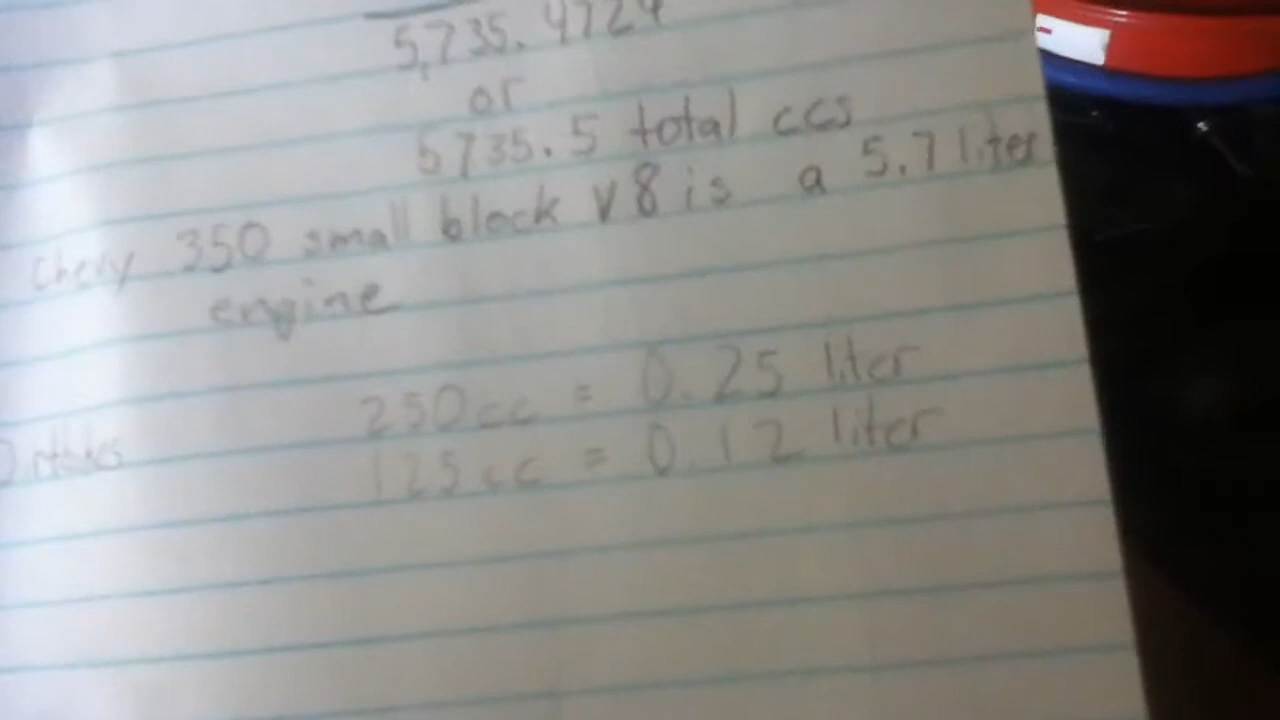 5,735.4724
or
5735.5 total ccs
Chevy 350 small block V8 is a 5.7 liter
engine
250cc = 0.25 liter
125cc = 0.12 liter